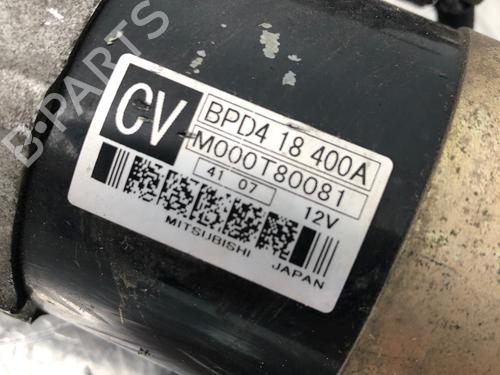 CV
BPD4 18 400A
M000T80081
41 07
12V
MITSUBISHI
JAPAN
B-PARTS